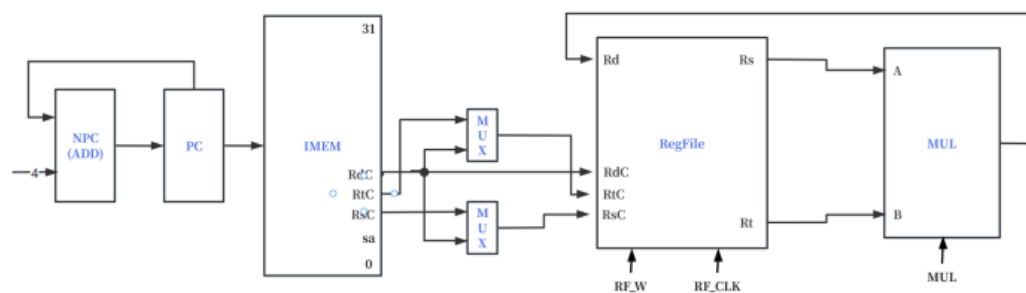 31
Rd
Rs
A
NPC
(ADD)
PC
IMEM
M
U
X
RegFile
MUL
4
RdC
RtC
RsC
sa
0
M
U
X
RdC
RtC
RsC
Rt
B
RF_W
RF_CLK
MUL